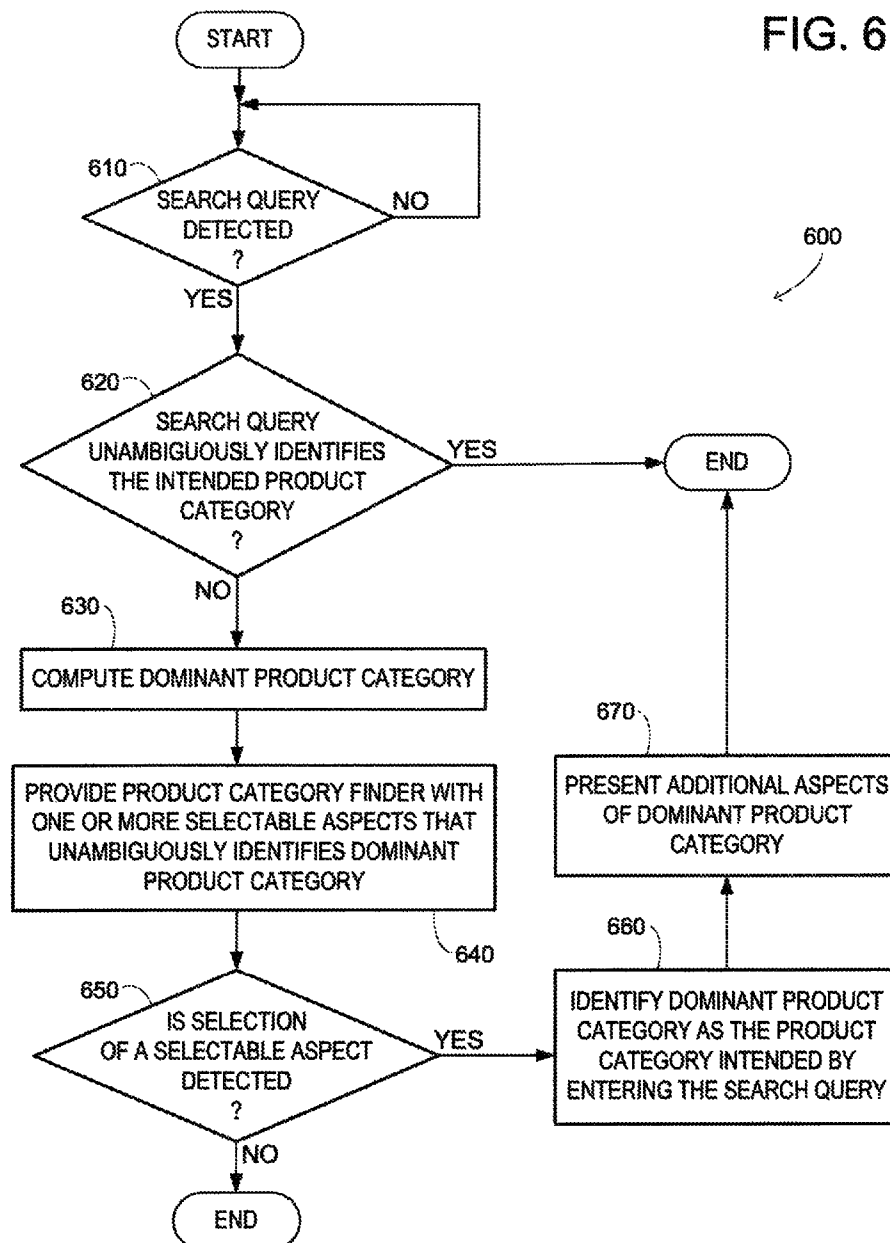 FIG. 6
START
610
SEARCH QUERY
DETECTED
?
NO
YES
600
620
SEARCH QUERY
UNAMBIGUOUSLY IDENTIFIES
THE INTENDED PRODUCT
CATEGORY
?
YES
END
NO
630
COMPUTE DOMINANT PRODUCT CATEGORY
PROVIDE PRODUCT CATEGORY FINDER WITH
ONE OR MORE SELECTABLE ASPECTS THAT
UNAMBIGUOUSLY IDENTIFIES DOMINANT
PRODUCT CATEGORY
640
650
IS SELECTION
OF A SELECTABLE ASPECT
DETECTED
?
YES
NO
END
660
IDENTIFY DOMINANT PRODUCT
CATEGORY AS THE PRODUCT
CATEGORY INTENDED BY
ENTERING THE SEARCH QUERY
670
PRESENT ADDITIONAL ASPECTS
OF DOMINANT PRODUCT
CATEGORY